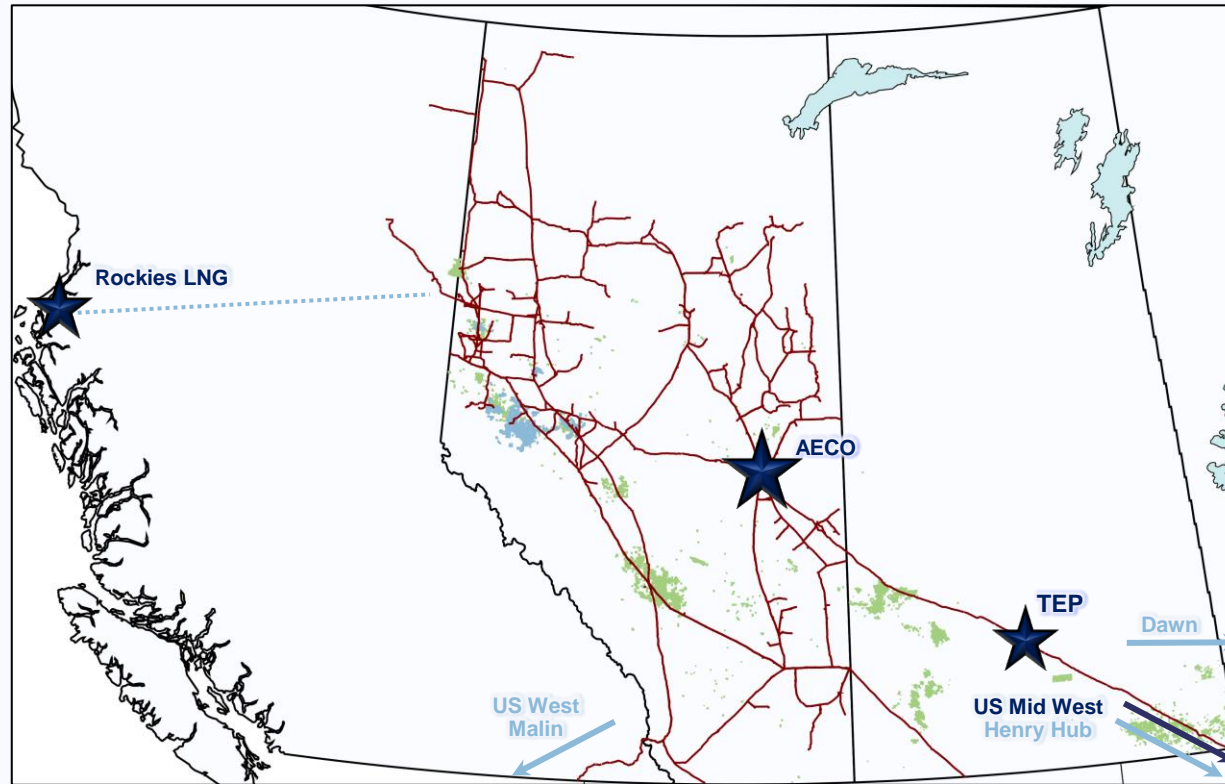 Rockies LNG
AECO
TEP
Dawn
US West
Malin
US Mid West
Henry Hub